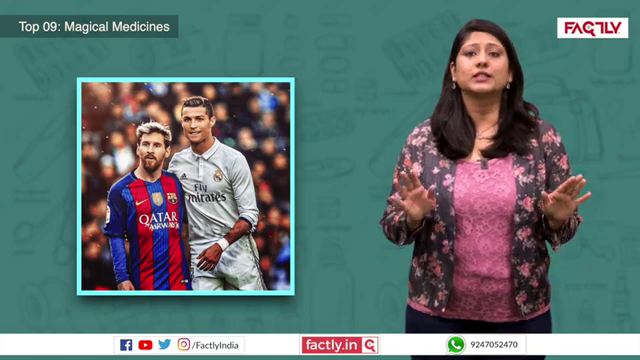 Top 09: Magical Medicines
FACTLY
Fly
Emirates
QATAR
AIRWAYS
/FactlyIndia
factly.in
9247052470